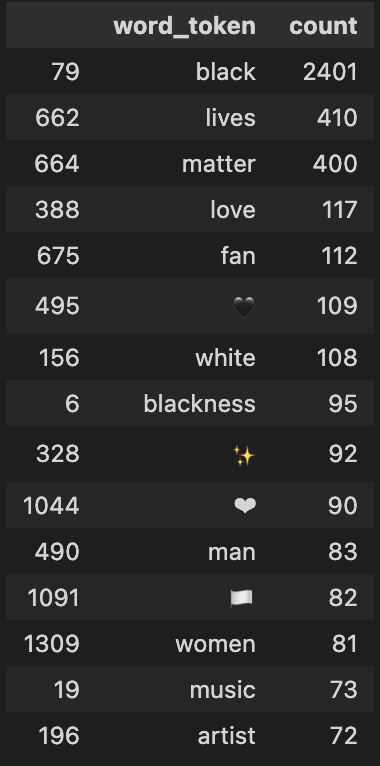 word_token count
79 black 2401
662 lives 410
664 matter 400
388 love 117
675 fan 112
495 🖤 109
156 white 108
6 blackness 95
328 ✨ 92
1044 ❤ 90
490 man 83
1091 🏳 82
1309 women 81
19 music 73
196 artist 72